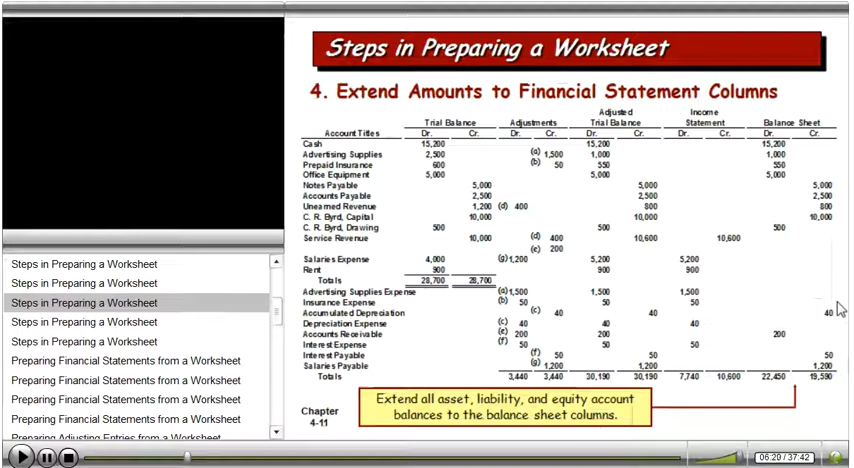 Steps in Preparing a Worksheet
4. Extend Amounts to Financial Statement Columns
Adjusted Income
Trial Balance Adjustments Trial Balance Statement Balance Sheet
Account Titles Dr. Cr. Dr. Cr. Dr. Cr. Dr. Cr. Dr. Cr.
Cash 15,200 15,200 15,200
Advertising Supplies 2,500 (a) 1,500 1,000 1,000
Prepaid Insurance 600 (b) 50 550 550
Office Equipment 5,000 5,000 5,000
Notes Payable 5,000 5,000 5,000
Accounts Payable 2,500 2,500 2,500
Unearned Revenue 1,200 (d) 400 800 800
C. R. Byrd, Capital 10,000 10,000 10,000
C. R. Byrd, Drawing 500 500 500
Service Revenue 10,000 (d) 400 10,600 10,600
(e) 200
Salaries Expense 4,000 (g) 1,200 5,200 5,200
Rent 900 900 900
Totals 28,700 28,700
Advertising Supplies Expense (a) 1,500 1,500 1,500
Insurance Expense (b) 50 50 50
Accumulated Depreciation (c) 40 40 40
Depreciation Expense (c) 40 40 40
Accounts Receivable (e) 200 200 200
Interest Expense (f) 50 50 50
Interest Payable (f) 50 50 50
Salaries Payable (g) 1,200 1,200 1,200
Totals 3,440 3,440 30,190 30,190 7,740 10,600 22,450 19,590
Extend all asset, liability, and equity account
balances to the balance sheet columns.
Chapter
4-11
Steps in Preparing a Worksheet
Steps in Preparing a Worksheet
Steps in Preparing a Worksheet
Steps in Preparing a Worksheet
Steps in Preparing a Worksheet
Preparing Financial Statements from a Worksheet
Preparing Financial Statements from a Worksheet
Preparing Financial Statements from a Worksheet
Preparing Financial Statements from a Worksheet
Preparing Adjusting Entries from a Worksheet
06:20 / 37:42